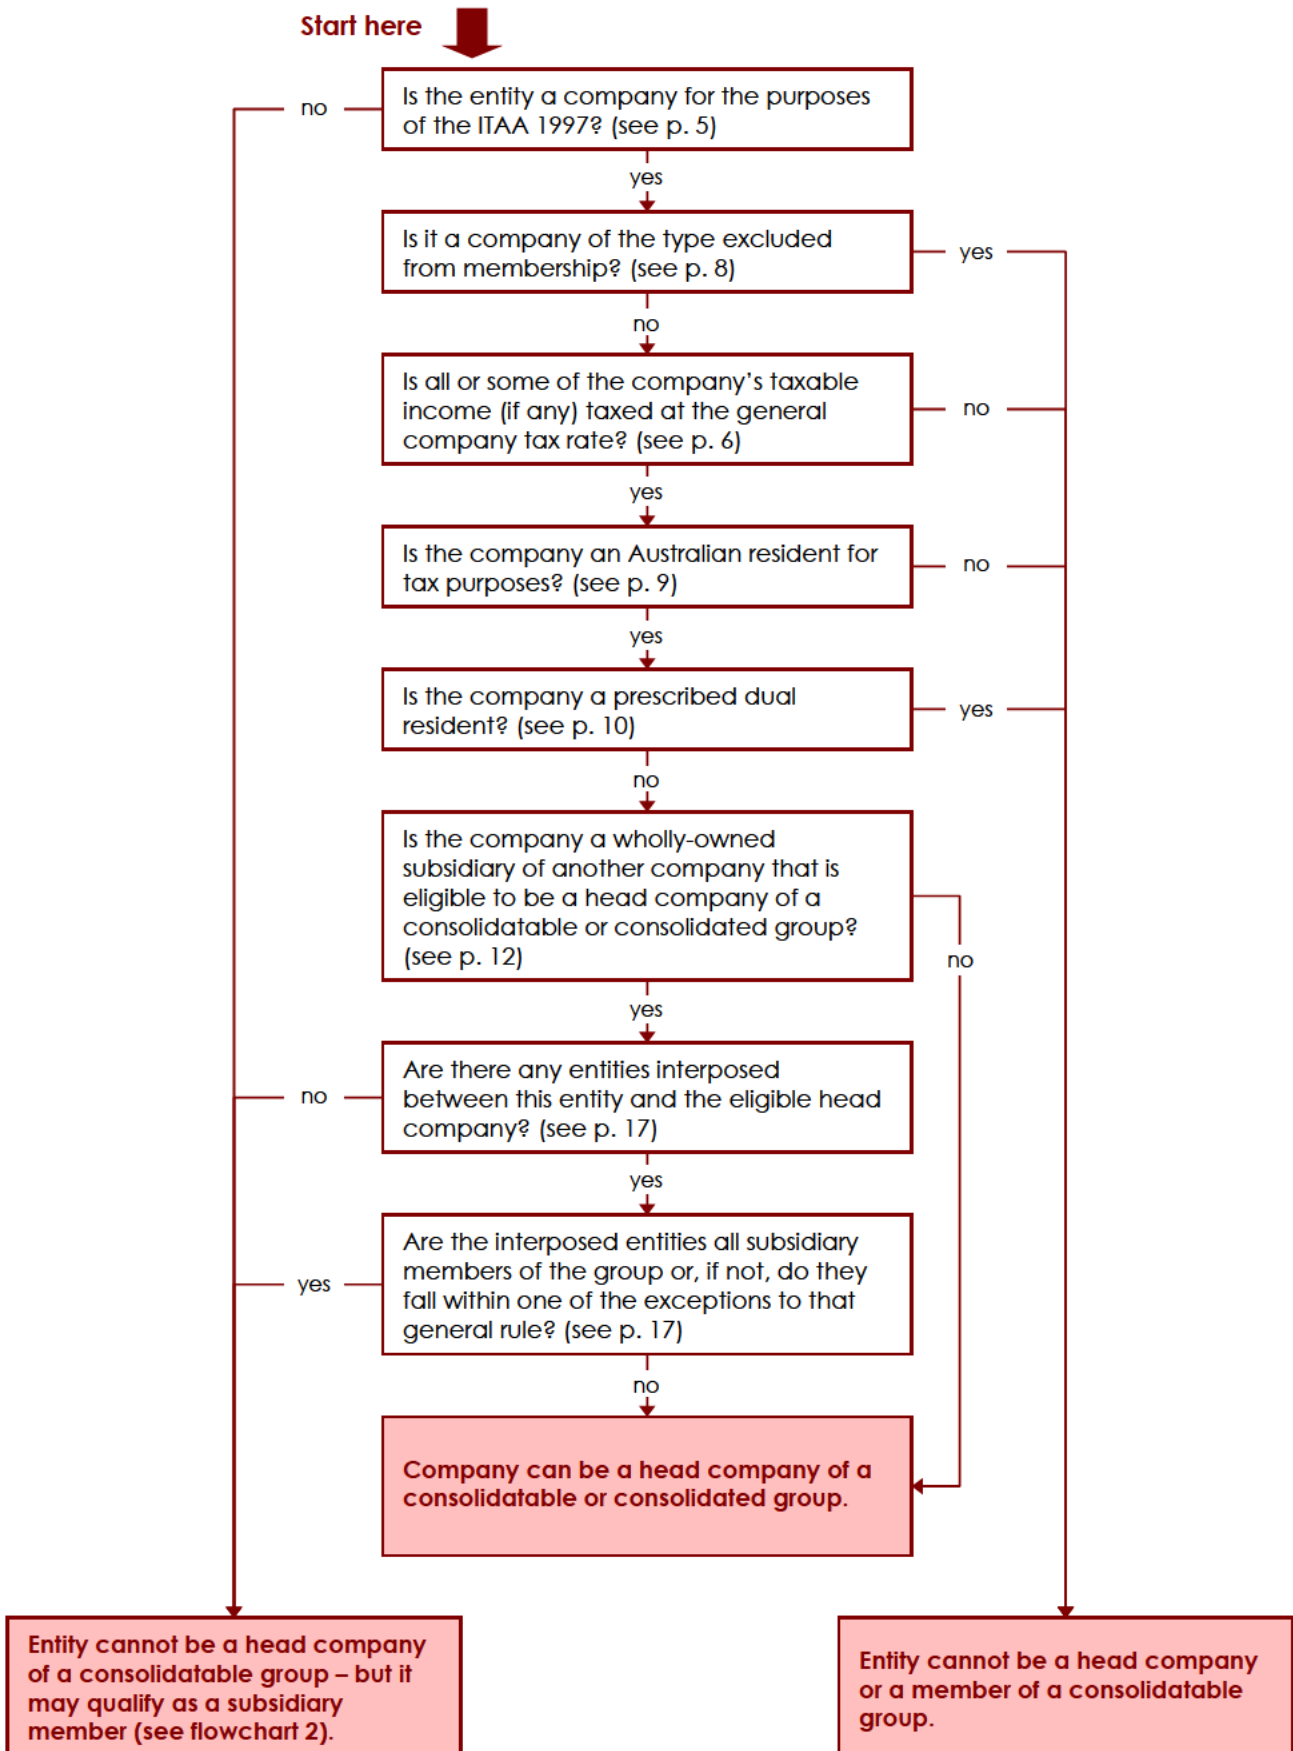 Start here
Is the entity a company for the purposes
of the ITAA 1997? (see p. 5)
no
yes
Is it a company of the type excluded
from membership? (see p. 8)
yes
no
Is all or some of the company's taxable
income (if any) taxed at the general
company tax rate? (see p. 6)
no
yes
Is the company an Australian resident for
tax purposes? (see p. 9)
no
yes
Is the company a prescribed dual
resident? (see p. 10)
yes
no
Is the company a wholly-owned
subsidiary of another company that is
eligible to be a head company of a
consolidatable or consolidated group?
(see p. 12)
no
yes
Are there any entities interposed
between this entity and the eligible head
company? (see p. 17)
no
yes
Are the interposed entities all subsidiary
members of the group or, if not, do they
fall within one of the exceptions to that
general rule? (see p. 17)
yes
no
Company can be a head company of a
consolidatable or consolidated group.
Entity cannot be a head company
of a consolidatable group – but it
may qualify as a subsidiary
member (see flowchart 2).
Entity cannot be a head company
or a member of a consolidatable
group.